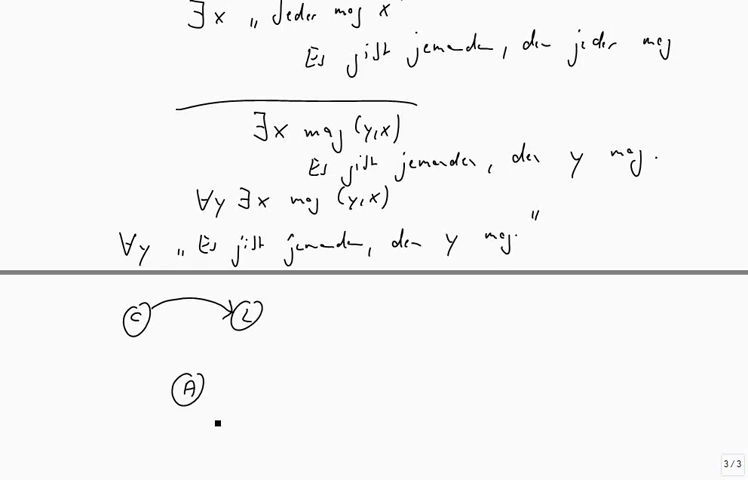 ∃x „Jeder mag x“
Es gibt jemanden, den jeder mag
∃x mag (y,x)
Es gibt jemanden, den y mag.
∀y ∃x mag (y,x)
∀y „Es gibt jemanden, den y mag.“
C L
A
3/3